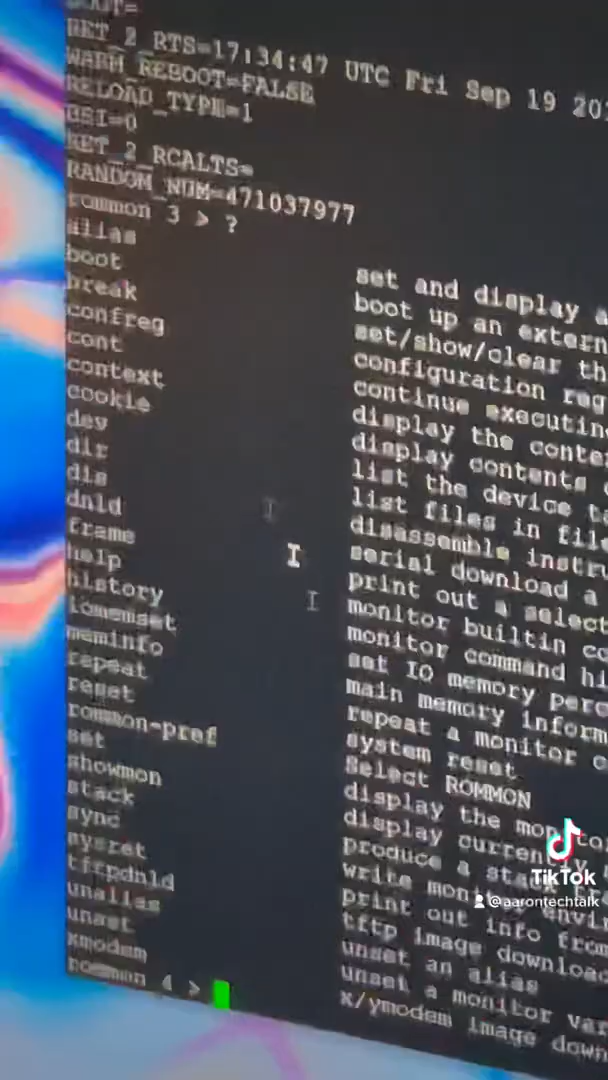 RET_2_RTS=17:34:47 UTC Fri Sep 19 20
WARM_REBOOT=FALSE
RELOAD_TYPE=1
BSI=0
RET_2_RCALTS=
RANDOM_NUM=471037977
rommon 3 > ?
alias set and display a
boot boot up an extern
break set/show/clear th
confreg configuration reg
cont continue executin
context display the conte
cookie display contents
dev list the device t
dir list files in file
dis disassemble instru
dnld serial download a
frame print out a select
help monitor builtin co
history monitor command hi
iomemset set IO memory perc
meminfo main memory inform
repeat repeat a monitor c
reset system reset
rommon-pref Select ROMMON
set display the monitor
showmon display currently
stack produce a stack tr
sync write monitor envir
sysret print out info from
tftpdnld tftp image download
unalias unset an alias
unset unset a monitor var
xmodem x/ymodem image down
rommon 4 >
TikTok
@aarontechtalk